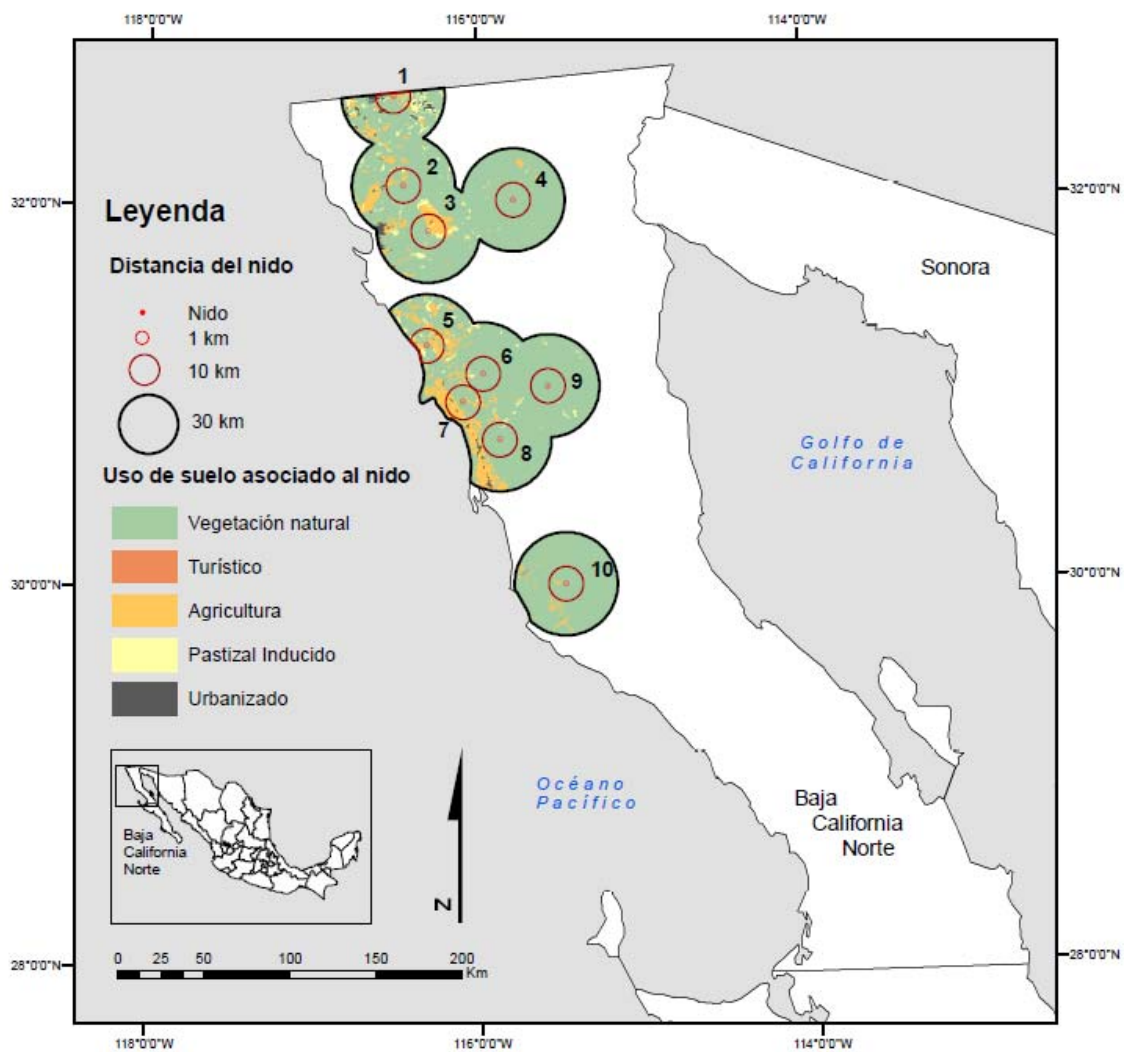 118°0'0"W
116°0'0"W
114°0'0"W
1
2
4
32°0'0"N
32°0'0"N
Leyenda
3
Sonora
Distancia del nido
Nido
1 km
10 km
30 km
5
6
9
7
8
Golfo de
California
Uso de suelo asociado al nido
Vegetación natural
Turístico
Agricultura
Pastizal Inducido
Urbanizado
10
30°0'0"N
30°0'0"N
Océano
Pacífico
Baja
California
Norte
Baja
California
Norte
N
0 25 50 100 150 200
Km
28°0'0"N
28°0'0"N
118°0'0"W
116°0'0"W
114°0'0"W